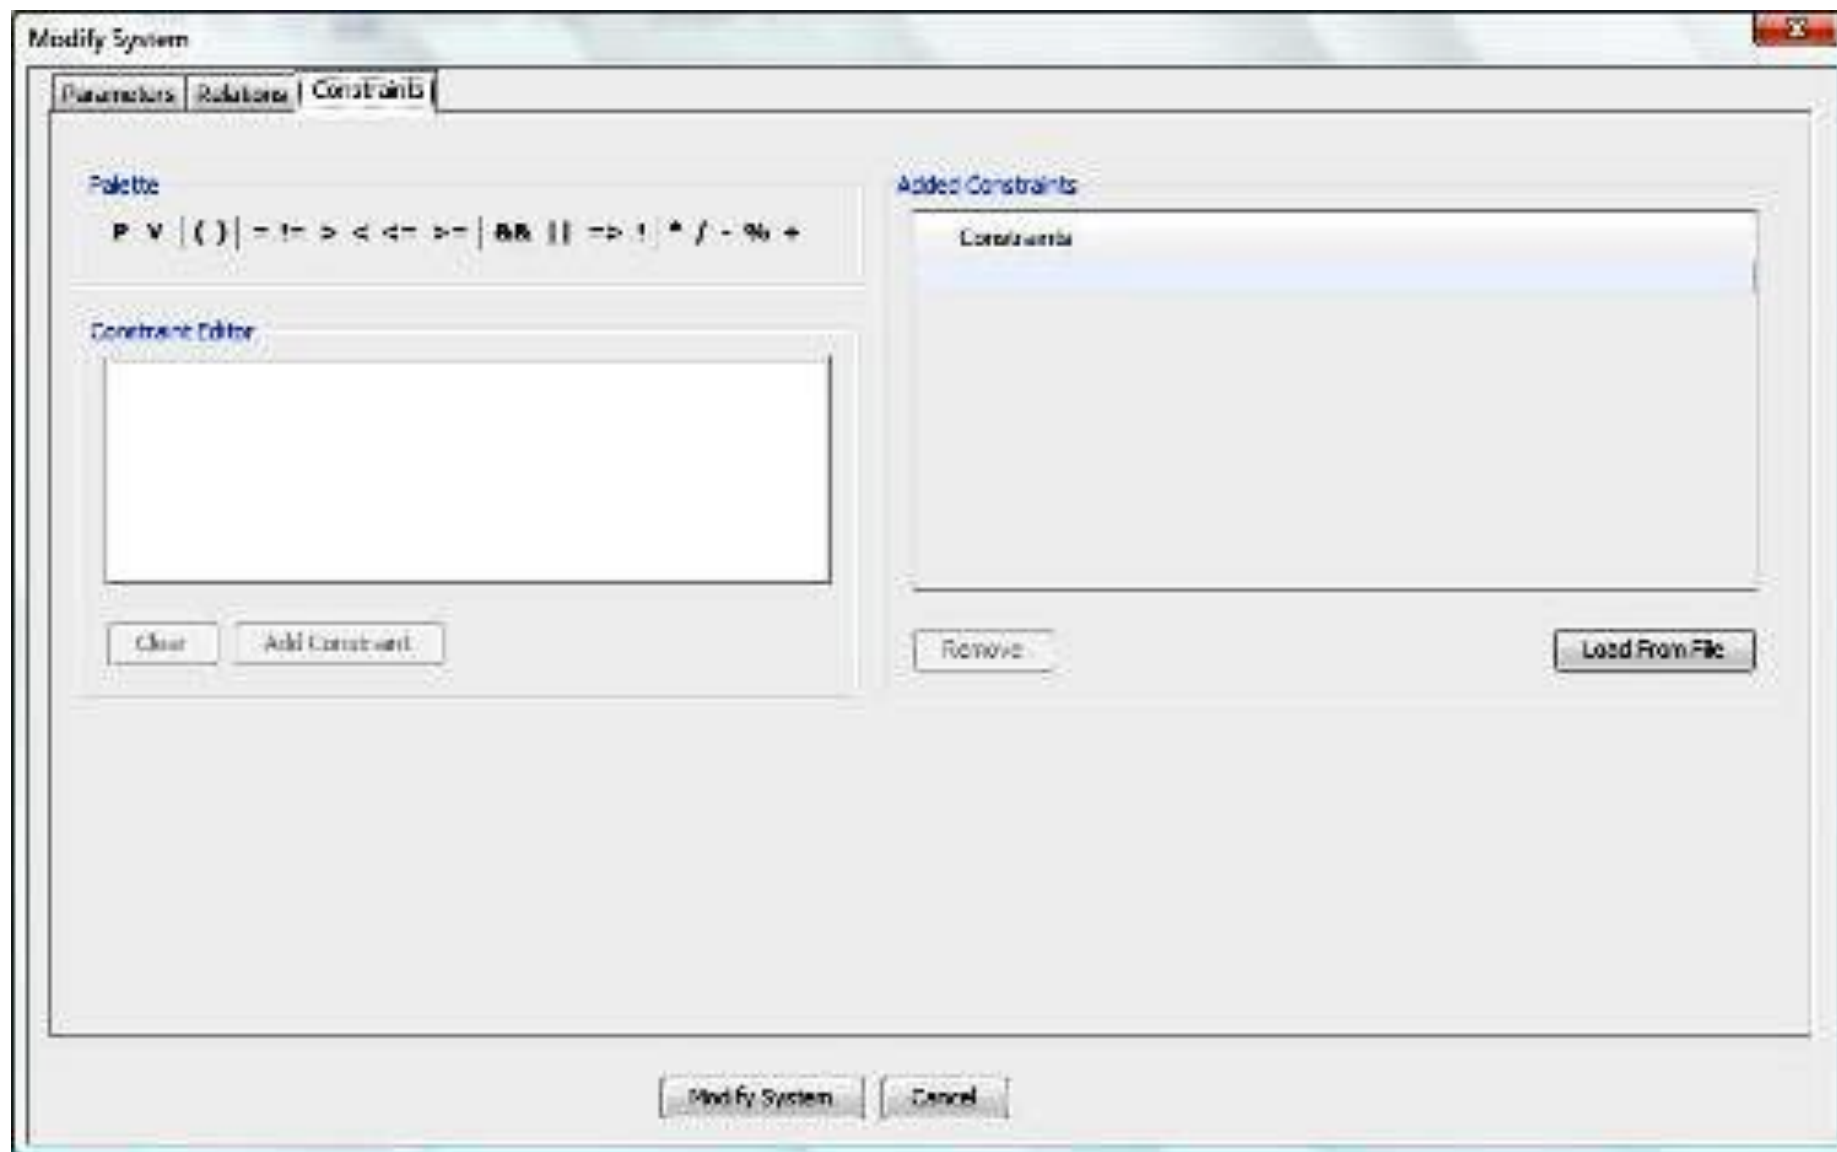 Modify System
Parameters Relations Constraints
Palette
P V ( ) = != > < <= >= && || => ! * / - % +
Constraint Editor
Clear Add Constraint
Added Constraints
Constraints
Remove Load From File
Modify System Cancel